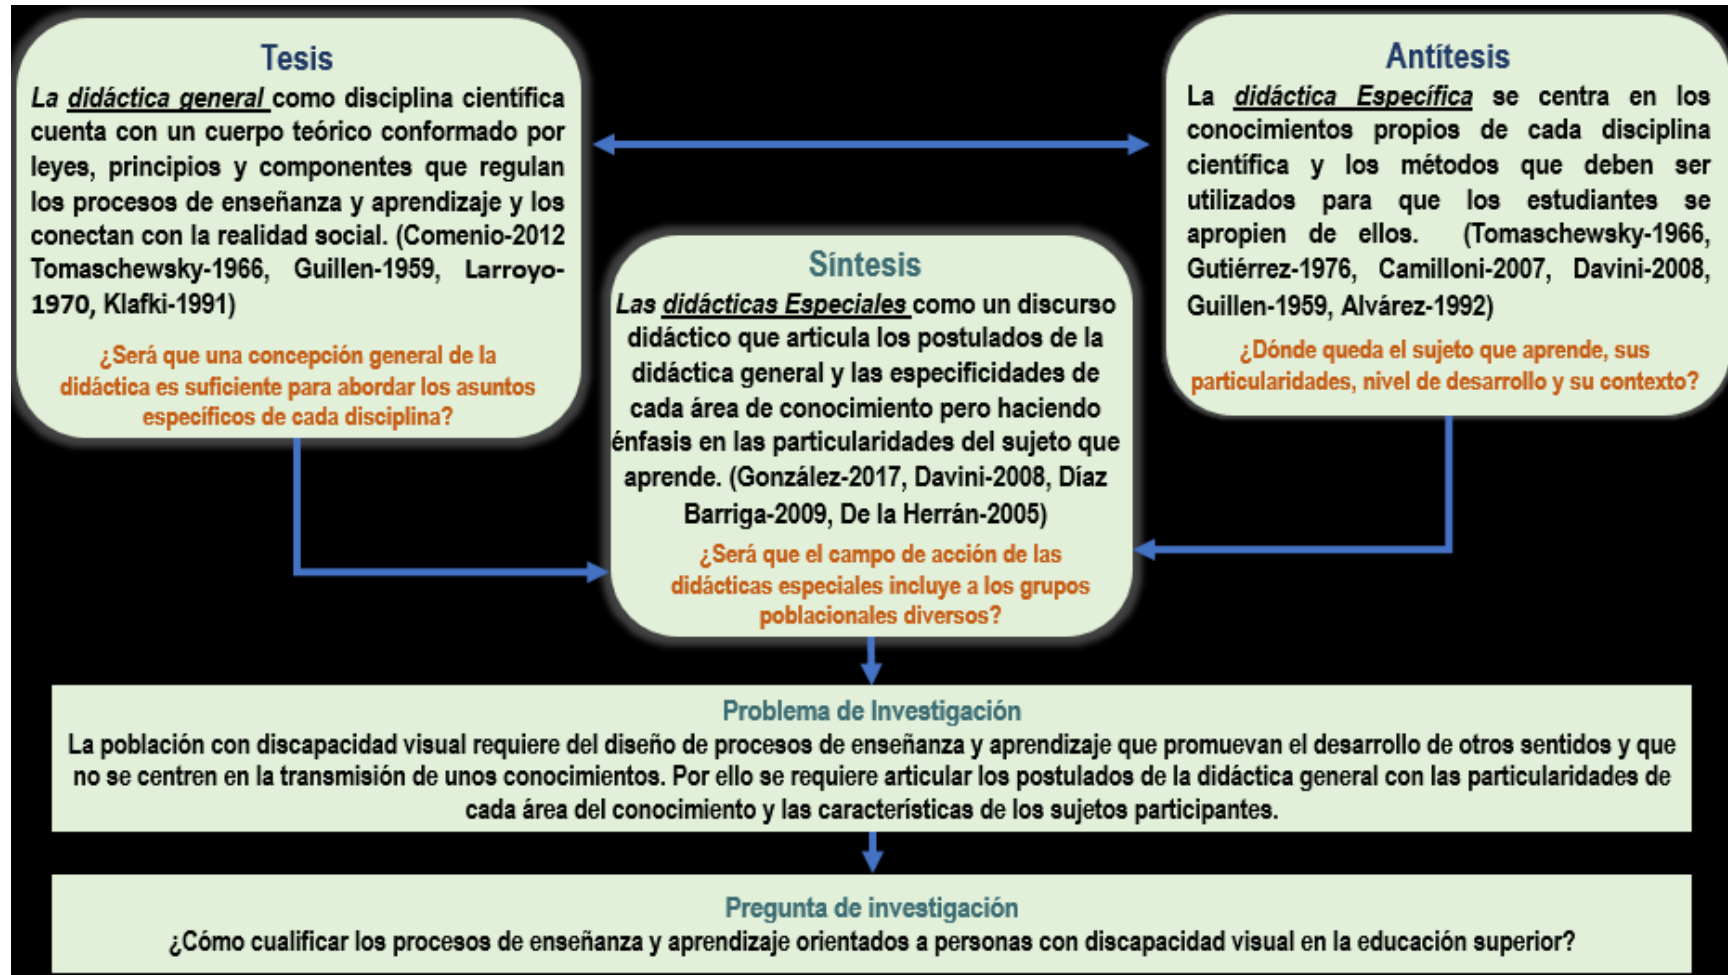 Tesis
La didáctica general como disciplina científica
cuenta con un cuerpo teórico conformado por
leyes, principios y componentes que regulan
los procesos de enseñanza y aprendizaje y los
conectan con la realidad social. (Comenio-2012
Tomaschewsky-1966, Guillen-1959, Larroyo-
1970, Klafki-1991)
¿Será que una concepción general de la
didáctica es suficiente para abordar los asuntos
específicos de cada disciplina?
Antítesis
La didáctica Específica se centra en los
conocimientos propios de cada disciplina
científica y los métodos que deben ser
utilizados para que los estudiantes se
apropien de ellos. (Tomaschewsky-1966,
Gutiérrez-1976, Camilloni-2007, Davini-2008,
Guillen-1959, Alvárez-1992)
¿Dónde queda el sujeto que aprende, sus
particularidades, nivel de desarrollo y su contexto?
Síntesis
Las didácticas Especiales como un discurso
didáctico que articula los postulados de la
didáctica general y las especificidades de
cada área de conocimiento pero haciendo
énfasis en las particularidades del sujeto que
aprende. (González-2017, Davini-2008, Díaz
Barriga-2009, De la Herrán-2005)
¿Será que el campo de acción de las
didácticas especiales incluye a los grupos
poblacionales diversos?
Problema de Investigación
La población con discapacidad visual requiere del diseño de procesos de enseñanza y aprendizaje que promuevan el desarrollo de otros sentidos y que
no se centren en la transmisión de unos conocimientos. Por ello se requiere articular los postulados de la didáctica general con las particularidades de
cada área del conocimiento y las características de los sujetos participantes.
Pregunta de investigación
¿Cómo cualificar los procesos de enseñanza y aprendizaje orientados a personas con discapacidad visual en la educación superior?